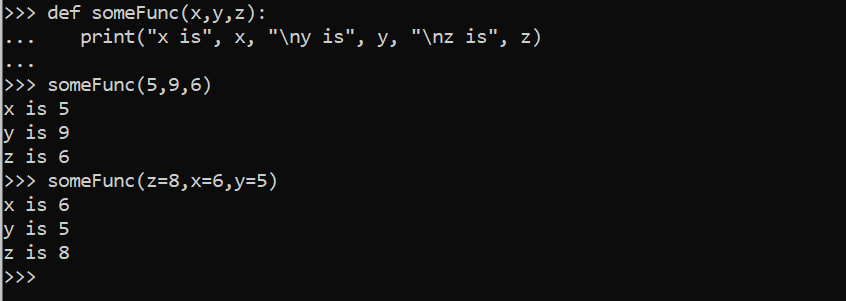 >>> def someFunc(x,y,z):
...    print("x is", x, "\ny is", y, "\nz is", z)
...
>>> someFunc(5,9,6)
x is 5
y is 9
z is 6
>>> someFunc(z=8,x=6,y=5)
x is 6
y is 5
z is 8
>>>